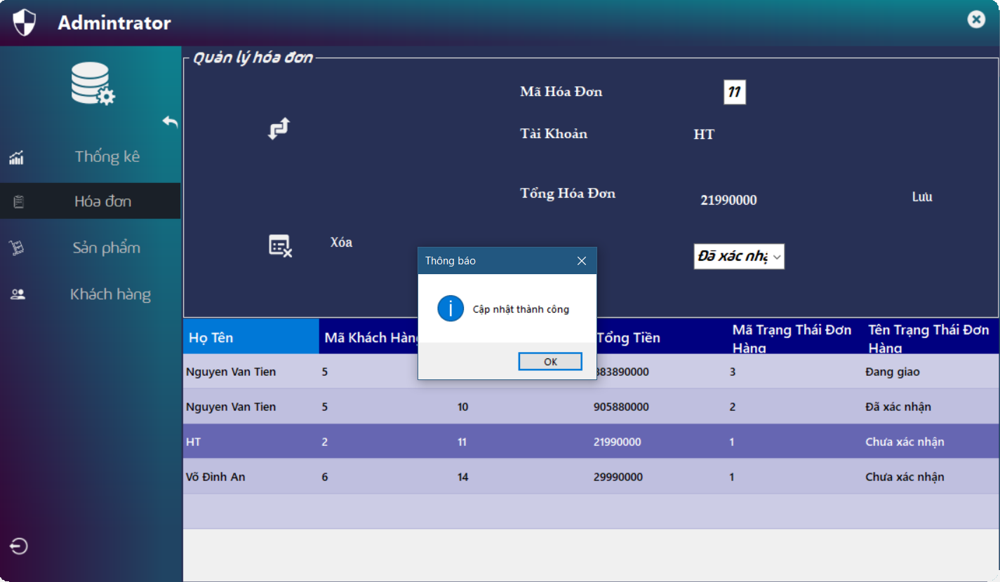 Admintrator
Quản lý hóa đơn
Mã Hóa Đơn
11
Tài Khoản
HT
Thống kê
Hóa đơn
Tổng Hóa Đơn
21990000
Lưu
Xóa
Sản phẩm
Đã xác nhậ
Khách hàng
Thông báo
Cập nhật thành công
OK
Họ Tên
Mã Khách Hàng
Tổng Tiền
Mã Trạng Thái Đơn
Hàng
Tên Trạng Thái Đơn
Hàng
Nguyen Van Tien 5 883890000 3 Đang giao
Nguyen Van Tien 5 10 905880000 2 Đã xác nhận
HT 2 11 21990000 1 Chưa xác nhận
Võ Đinh An 6 14 29990000 1 Chưa xác nhận